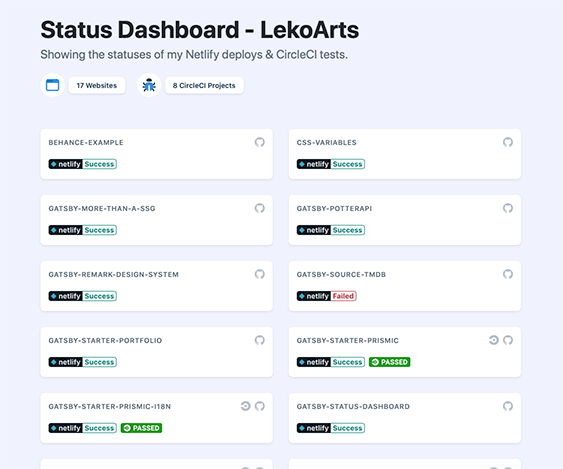 Status Dashboard - LekoArts
Showing the statuses of my Netlify deploys & CircleCI tests.
17 Websites 8 CircleCI Projects
BEHANCE-EXAMPLE
netlify Success
CSS-VARIABLES
netlify Success
GATSBY-MORE-THAN-A-SSG
netlify Success
GATSBY-POTTERAPI
netlify Success
GATSBY-REMARK-DESIGN-SYSTEM
netlify Success
GATSBY-SOURCE-TMDB
netlify Failed
GATSBY-STARTER-PORTFOLIO
netlify Success
GATSBY-STARTER-PRISMIC
netlify Success PASSED
GATSBY-STARTER-PRISMIC-I18N
netlify Success PASSED
GATSBY-STATUS-DASHBOARD
netlify Success